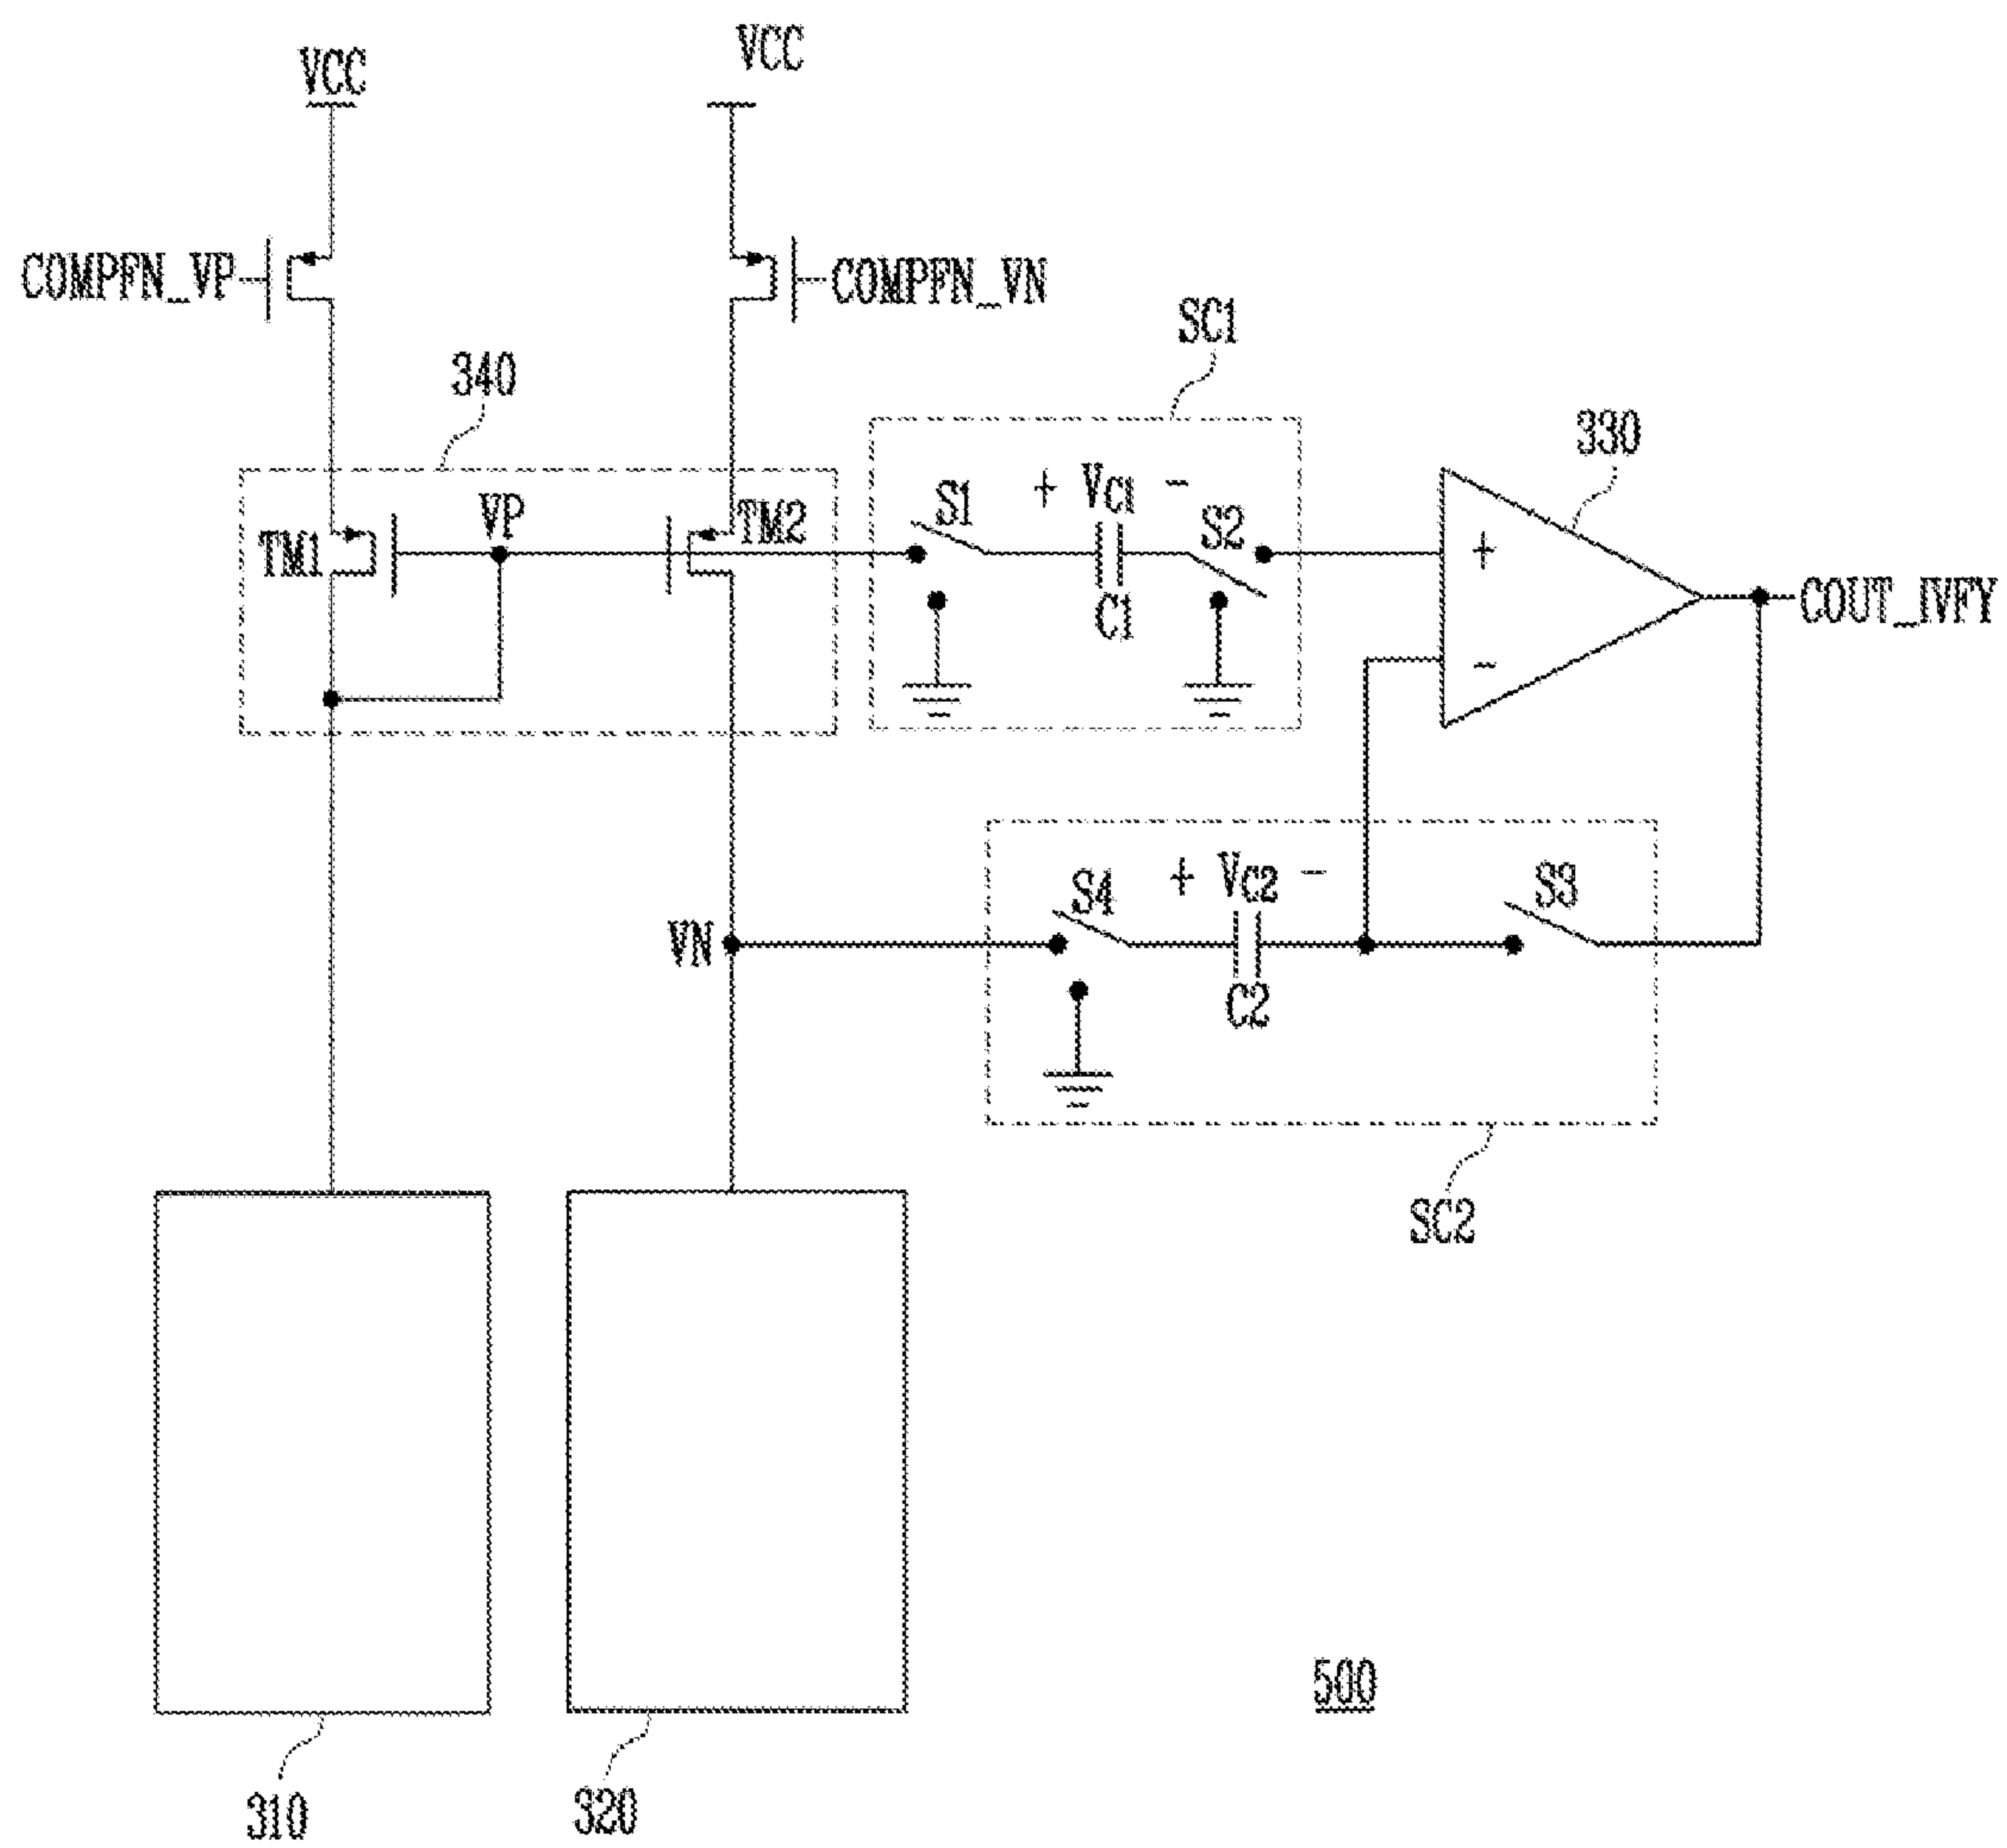 VCC
VCC
COMPFN_VP
COMPFN_VN
SC1
340
330
S1
+ VC1 -
S2
VP
TM1
TM2
C1
+
-
COUT_IVFY
S4
+ VC2 -
S3
VN
C2
SC2
500
310
320